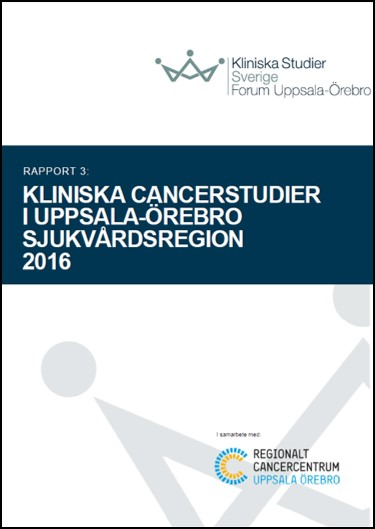 Kliniska Studier
Sverige
Forum Uppsala-Örebro
RAPPORT 3:
KLINISKA CANCERSTUDIER
I UPPSALA-ÖREBRO
SJUKVÅRDSREGION
2016
I samarbete med:
REGIONALT
CANCERCENTRUM
UPPSALA ÖREBRO